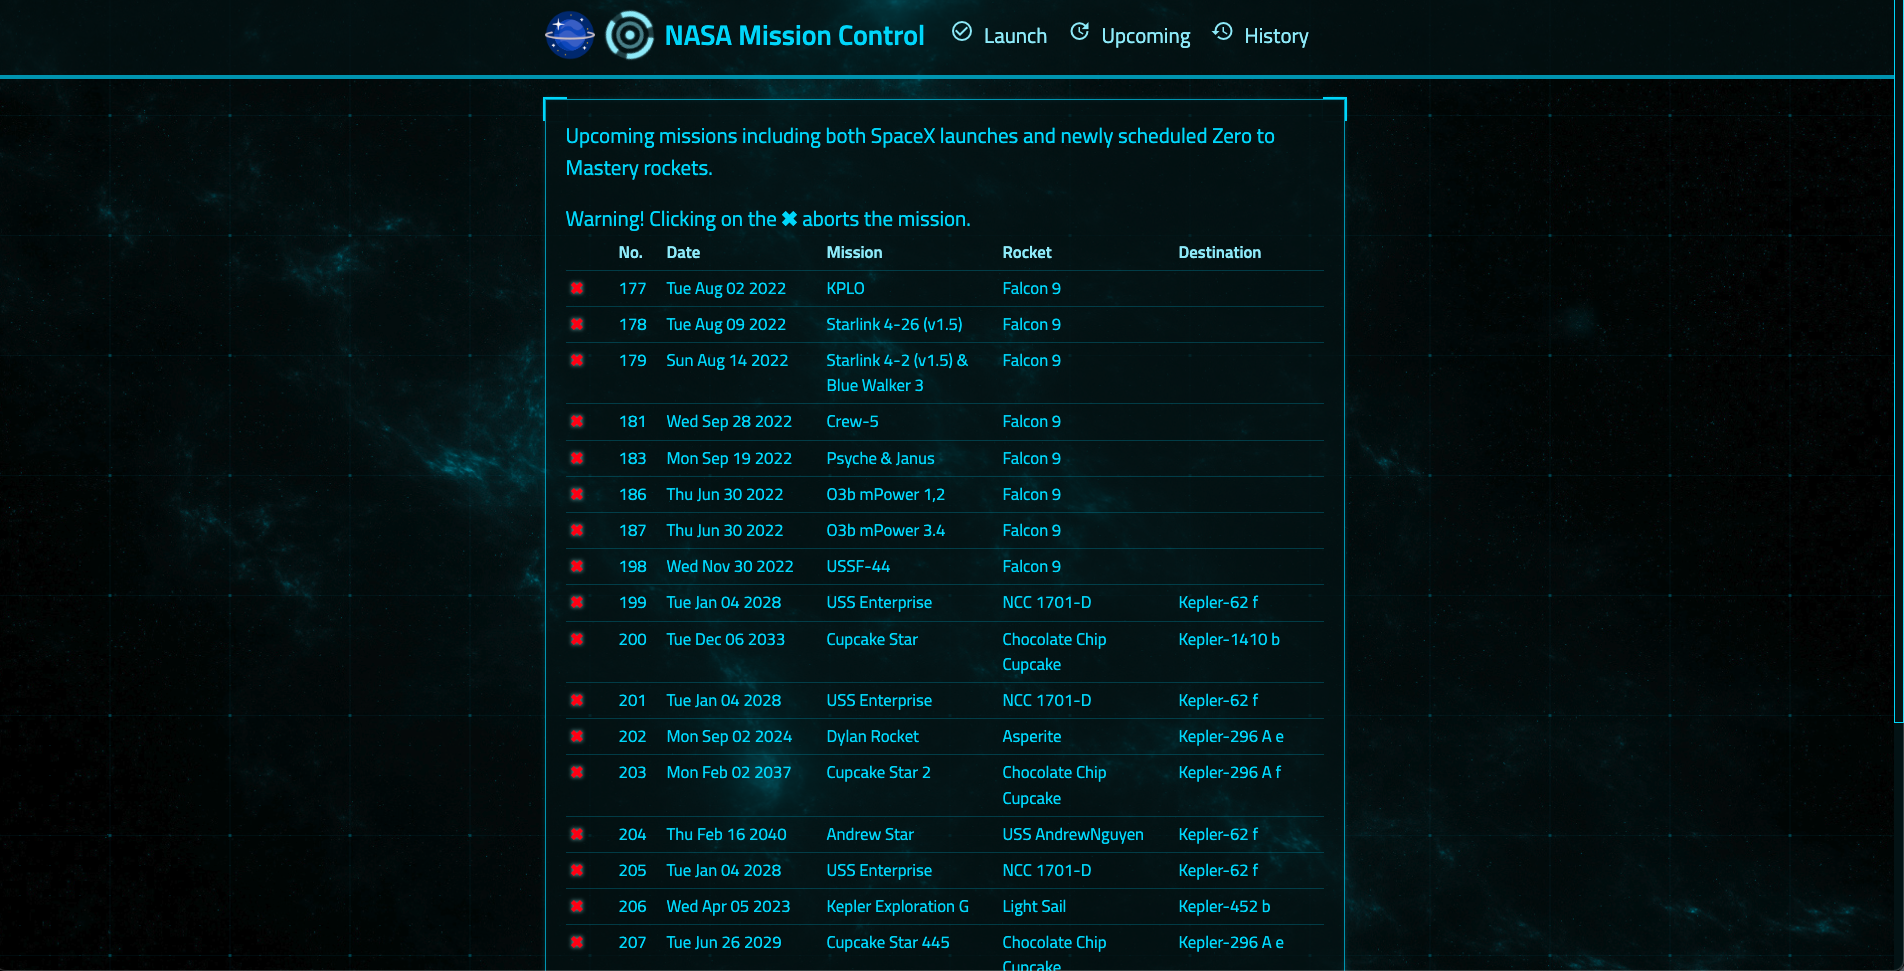 NASA Mission Control Launch Upcoming History
Upcoming missions including both SpaceX launches and newly scheduled Zero to
Mastery rockets.
Warning! Clicking on the ✖ aborts the mission.
No. Date Mission Rocket Destination
✖ 177 Tue Aug 02 2022 KPLO Falcon 9
✖ 178 Tue Aug 09 2022 Starlink 4-26 (v1.5) Falcon 9
✖ 179 Sun Aug 14 2022 Starlink 4-2 (v1.5) & Falcon 9
Blue Walker 3
✖ 181 Wed Sep 28 2022 Crew-5 Falcon 9
✖ 183 Mon Sep 19 2022 Psyche & Janus Falcon 9
✖ 186 Thu Jun 30 2022 O3b mPower 1,2 Falcon 9
✖ 187 Thu Jun 30 2022 O3b mPower 3.4 Falcon 9
✖ 198 Wed Nov 30 2022 USSF-44 Falcon 9
✖ 199 Tue Jan 04 2028 USS Enterprise NCC 1701-D Kepler-62 f
✖ 200 Tue Dec 06 2033 Cupcake Star Chocolate Chip Kepler-1410 b
Cupcake
✖ 201 Tue Jan 04 2028 USS Enterprise NCC 1701-D Kepler-62 f
✖ 202 Mon Sep 02 2024 Dylan Rocket Asperite Kepler-296 A e
✖ 203 Mon Feb 02 2037 Cupcake Star 2 Chocolate Chip Kepler-296 A f
Cupcake
✖ 204 Thu Feb 16 2040 Andrew Star USS AndrewNguyen Kepler-62 f
✖ 205 Tue Jan 04 2028 USS Enterprise NCC 1701-D Kepler-62 f
✖ 206 Wed Apr 05 2023 Kepler Exploration G Light Sail Kepler-452 b
✖ 207 Tue Jun 26 2029 Cupcake Star 445 Chocolate Chip Kepler-296 A e
Cupcake